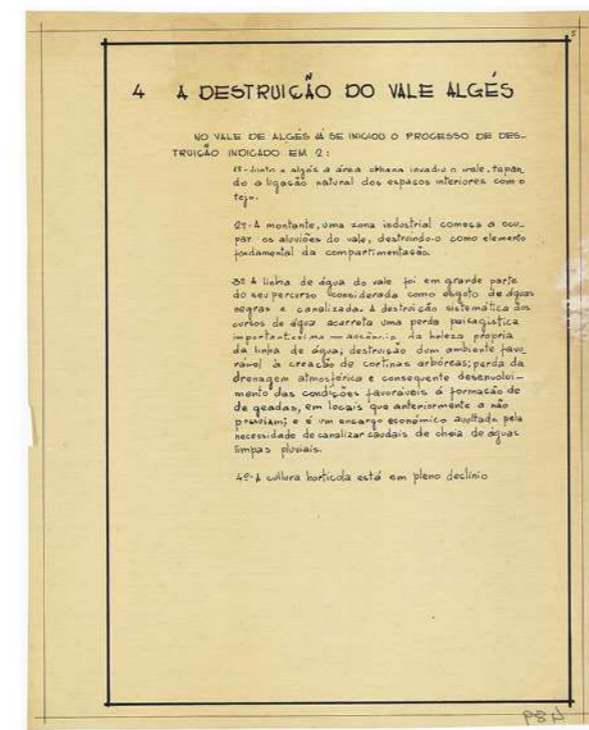 5
4 A DESTRUIÇÃO DO VALE ALGÉS
NO VALE DE ALGÉS JÁ SE INICIOU O PROCESSO DE DES-
TRUIÇÃO INDICADO EM 2:
1º-Junto a algés a área urbana invadiu o vale, tapan
do a ligação natural dos espaços interiores com o
tejo.
2º-A montante, uma zona industrial começa a ocu-
par os aluviões do vale, destruindo-o como elemento
fundamental da compartimentação.
3º A linha de água do vale foi em grande parte
do seu percurso considerada como esgoto de águas
negras e canalizada. A destruição sistemática dos
cursos de água acarreta uma perda paisagística
importantíssima — ausência da beleza própria
da linha de água; destruição dum ambiente favo
rável à creacão de cortinas arbóreas; perda da
drenagem atmosférica e consequente desenvolvi-
mento das condições favoráveis á formação de
de geadas, em locais que anteriormente a não
possuiam; e é um encargo económico avultado pela
necessidade de canalizar caudais de cheia de águas
limpas pluviais.
4º-A cultura hortícola está em pleno declínio